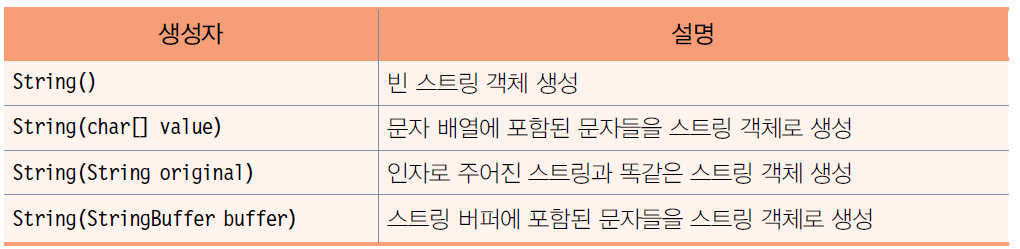 생성자 설명
String() 빈 스트링 객체 생성
String(char[] value) 문자 배열에 포함된 문자들을 스트링 객체로 생성
String(String original) 인자로 주어진 스트링과 똑같은 스트링 객체 생성
String(StringBuffer buffer) 스트링 버퍼에 포함된 문자들을 스트링 객체로 생성